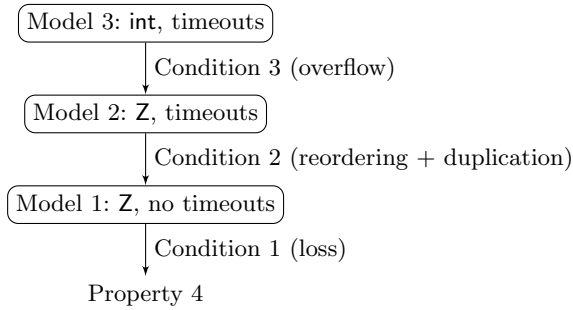 Model 3: int, timeouts
Condition 3 (overflow)
Model 2: Z, timeouts
Condition 2 (reordering + duplication)
Model 1: Z, no timeouts
Condition 1 (loss)
Property 4